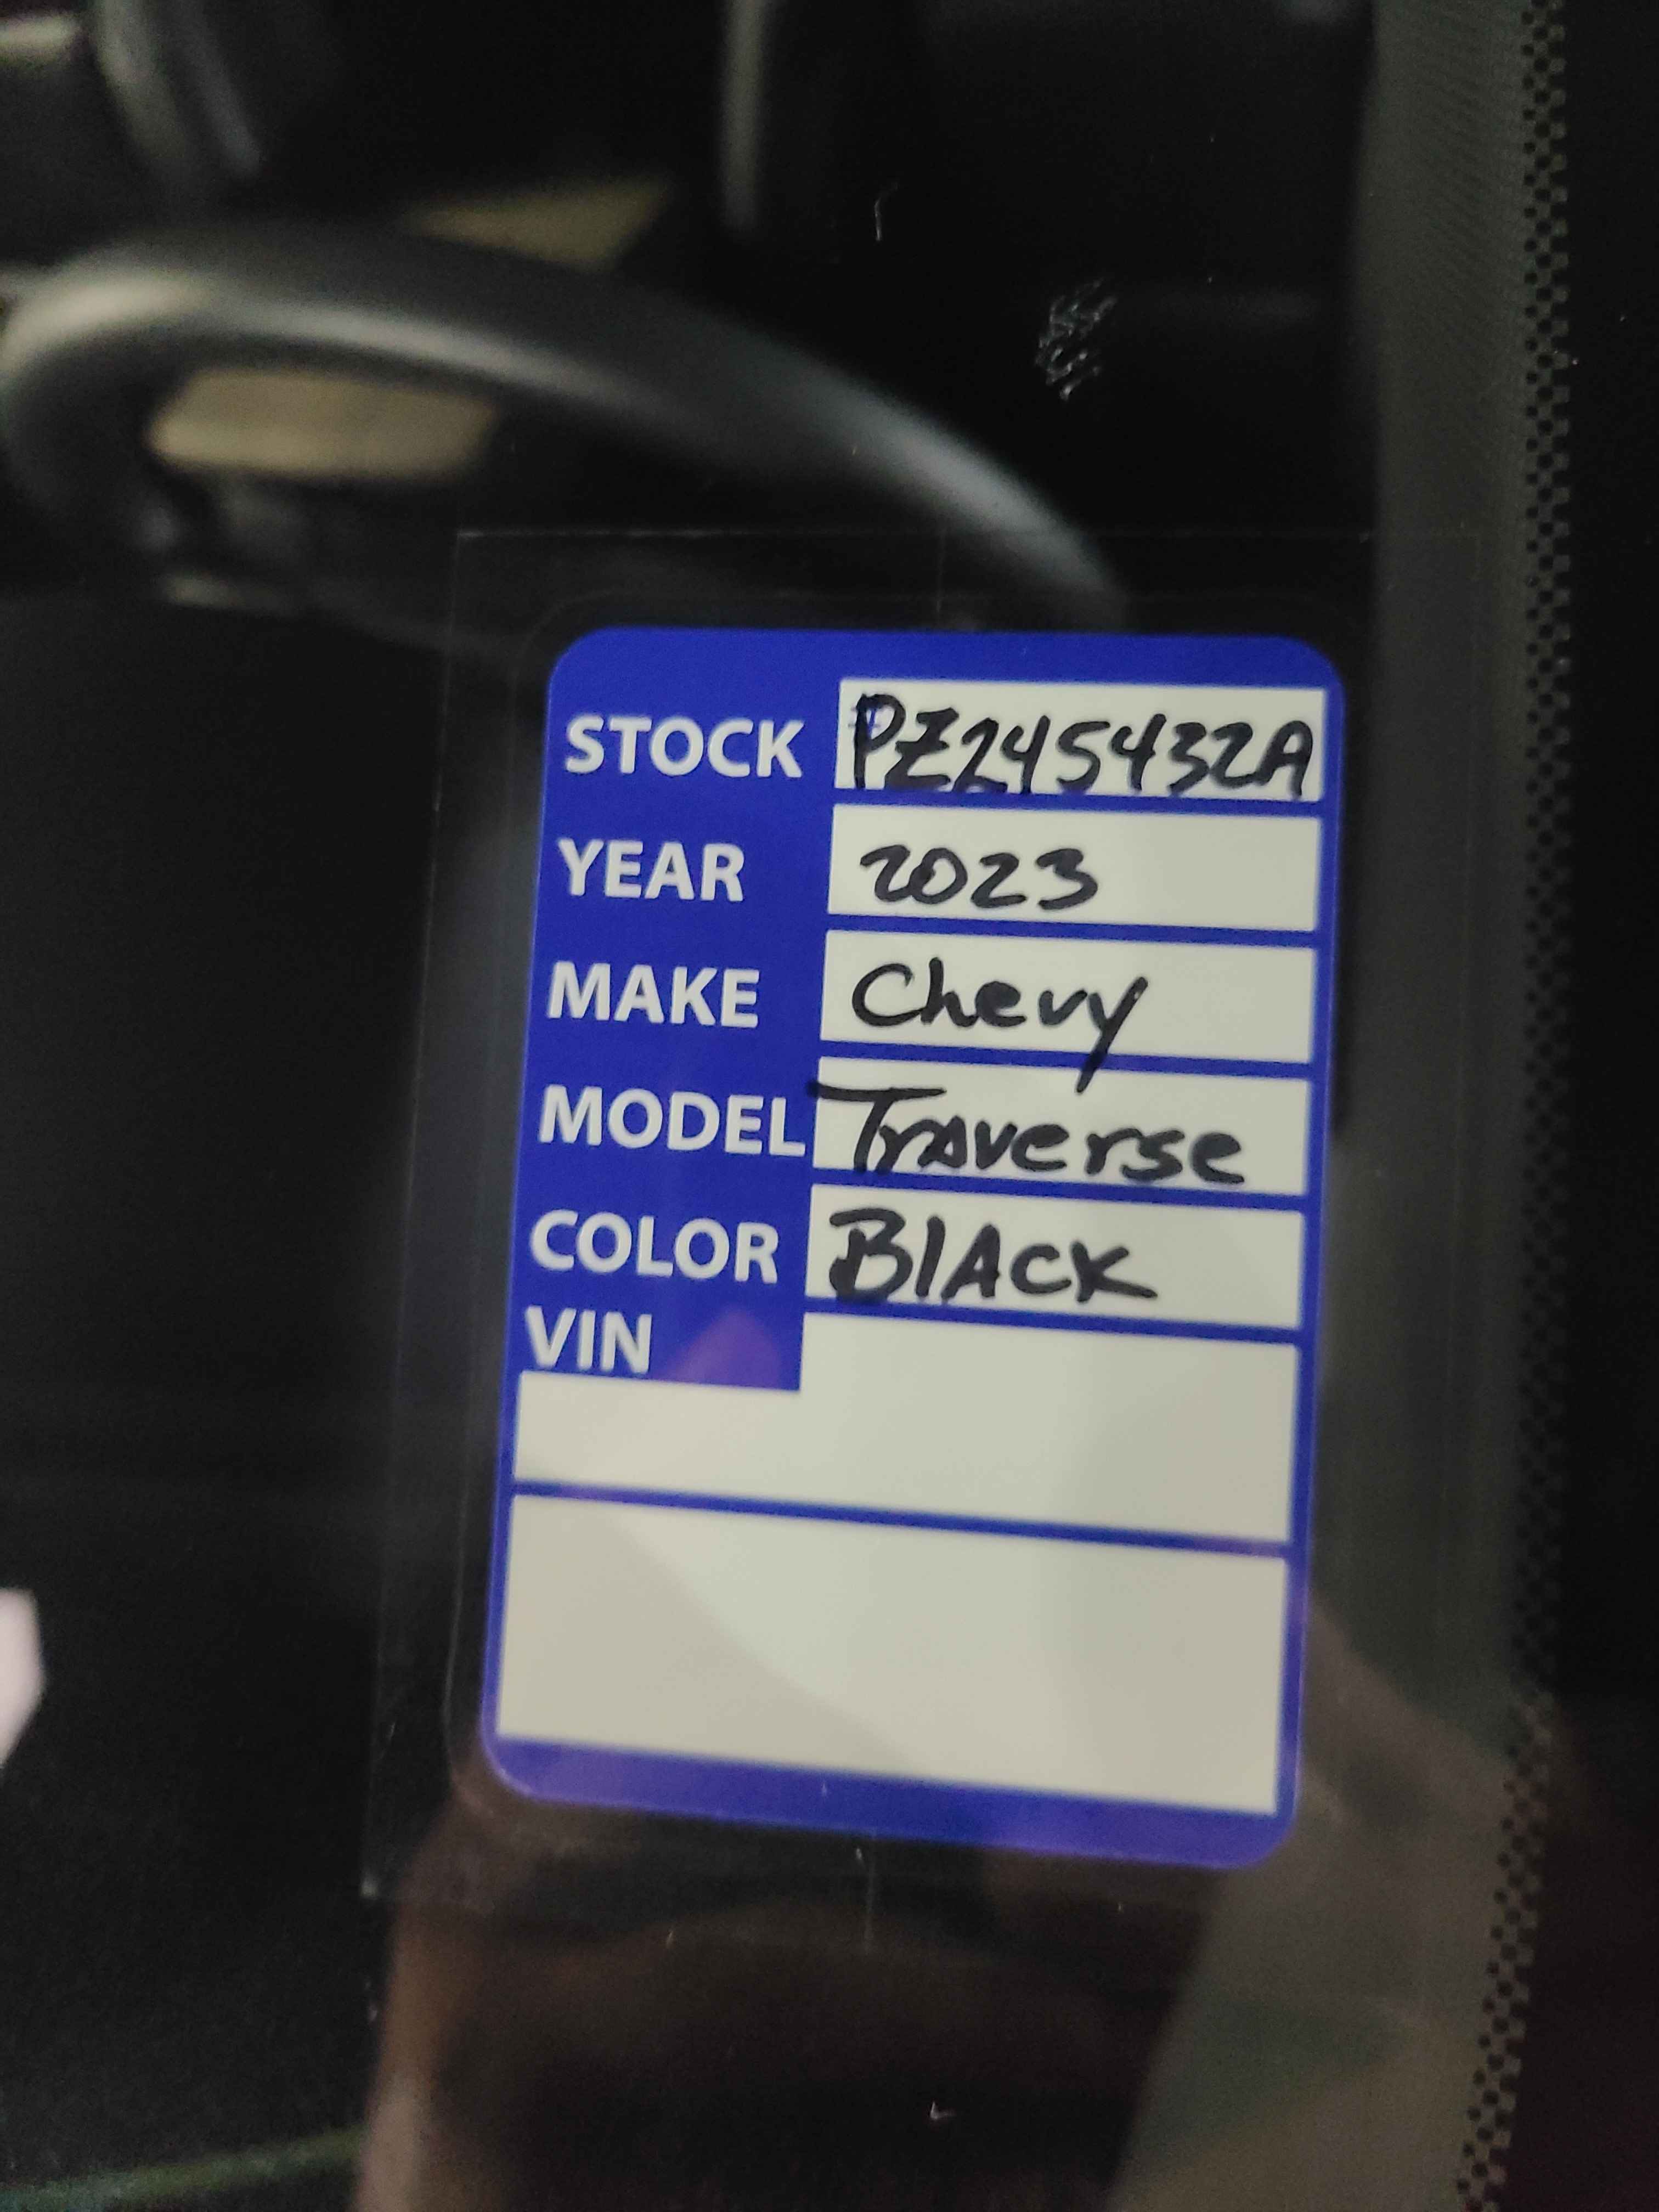 STOCK PZ245432A
YEAR 2023
MAKE Chevy
MODEL Traverse
COLOR BlAck
VIN